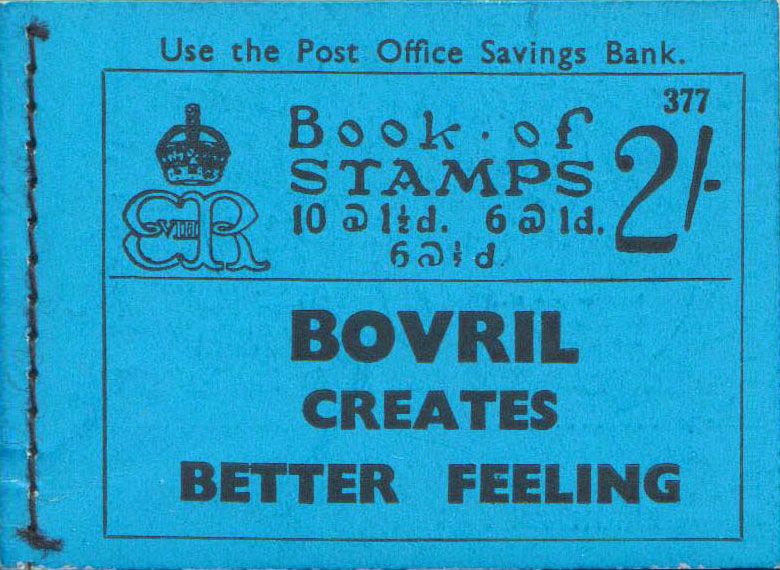 Use the Post Office Savings Bank.
377
Book · of
STAMPS
2/-
10 @ 1½d. 6 @ 1d.
6 @ ½d
EVIIIR
BOVRIL
CREATES
BETTER FEELING